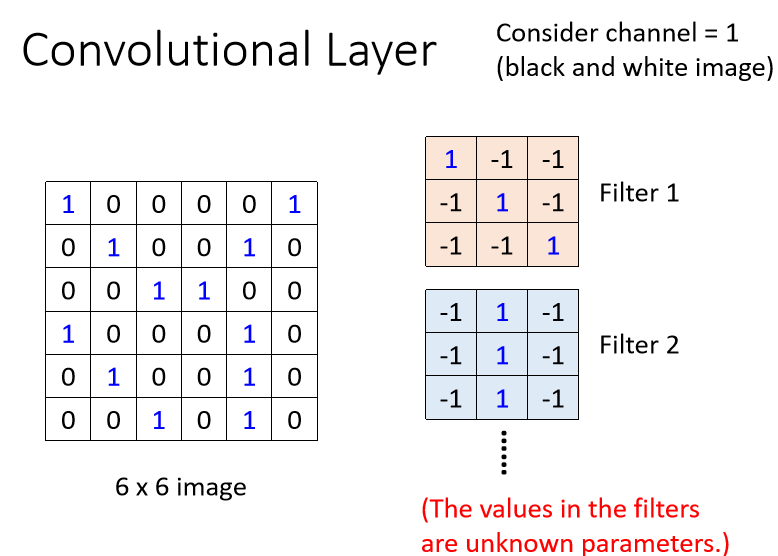 Convolutional Layer
Consider channel = 1
(black and white image)
1 0 0 0 0 1
0 1 0 0 1 0
0 0 1 1 0 0
1 0 0 0 1 0
0 1 0 0 1 0
0 0 1 0 1 0
6 x 6 image
1 -1 -1
-1 1 -1
-1 -1 1
Filter 1
-1 1 -1
-1 1 -1
-1 1 -1
Filter 2
(The values in the filters
are unknown parameters.)